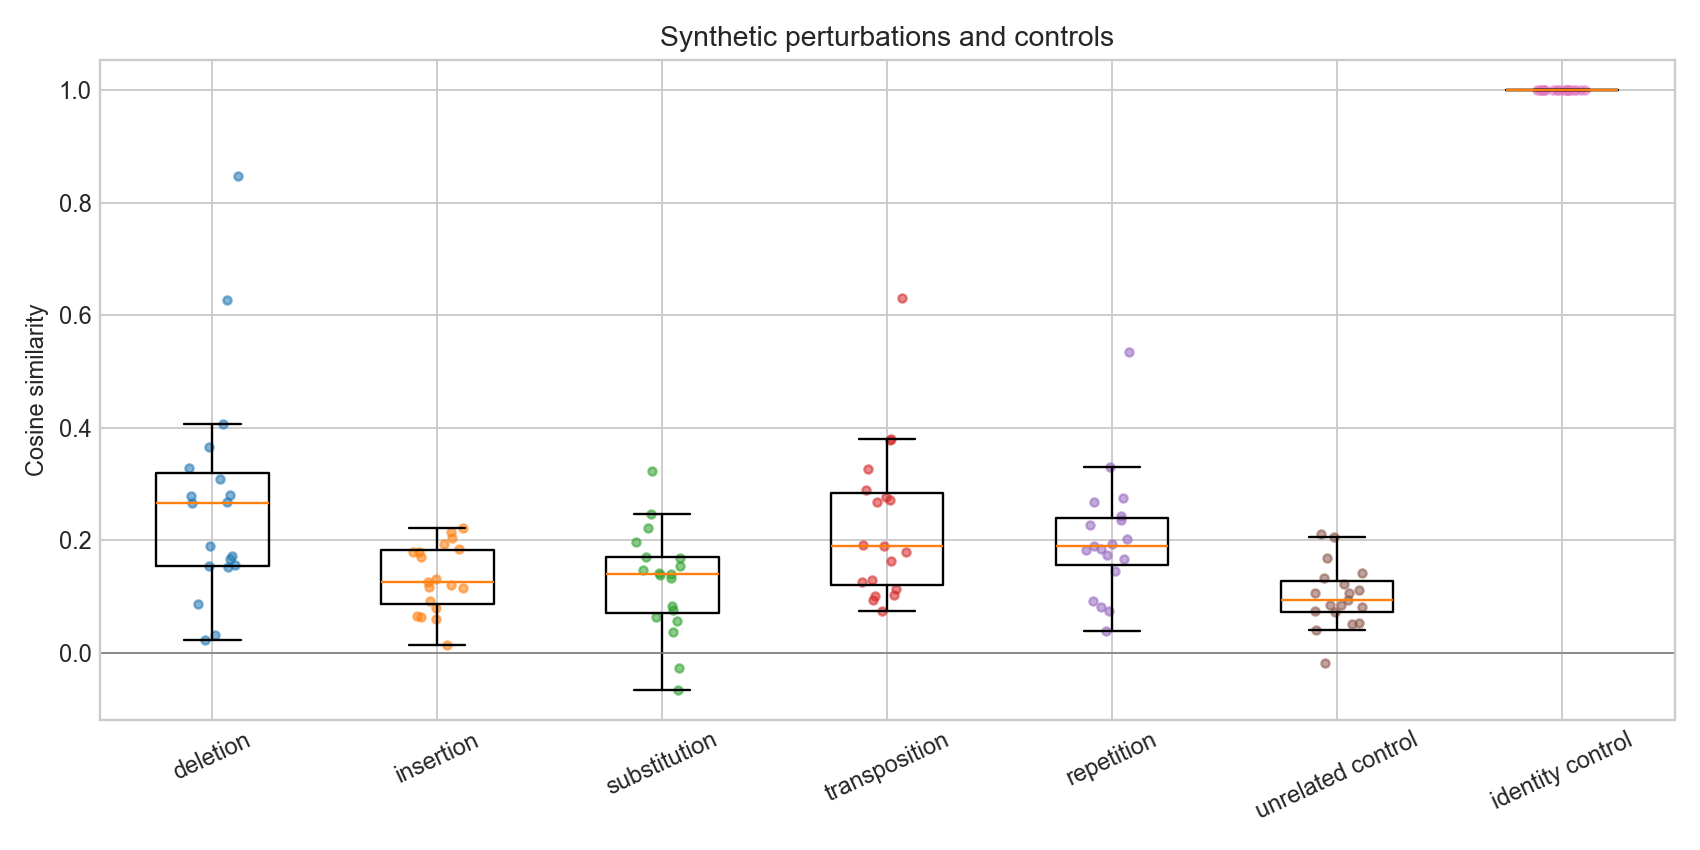 Synthetic perturbations and controls
Cosine similarity
1.0
0.8
0.6
0.4
0.2
0.0
deletion
insertion
substitution
transposition
repetition
unrelated control
identity control